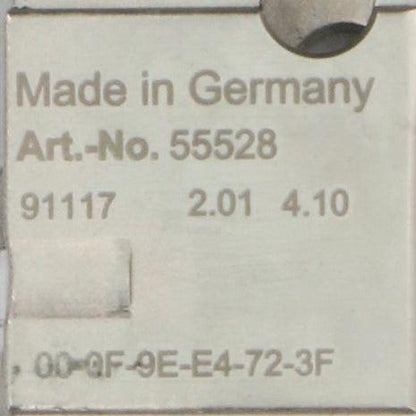 Made in Germany
Art.-No. 55528
91117 2.01 4.10
00-0F-9E-E4-72-3F